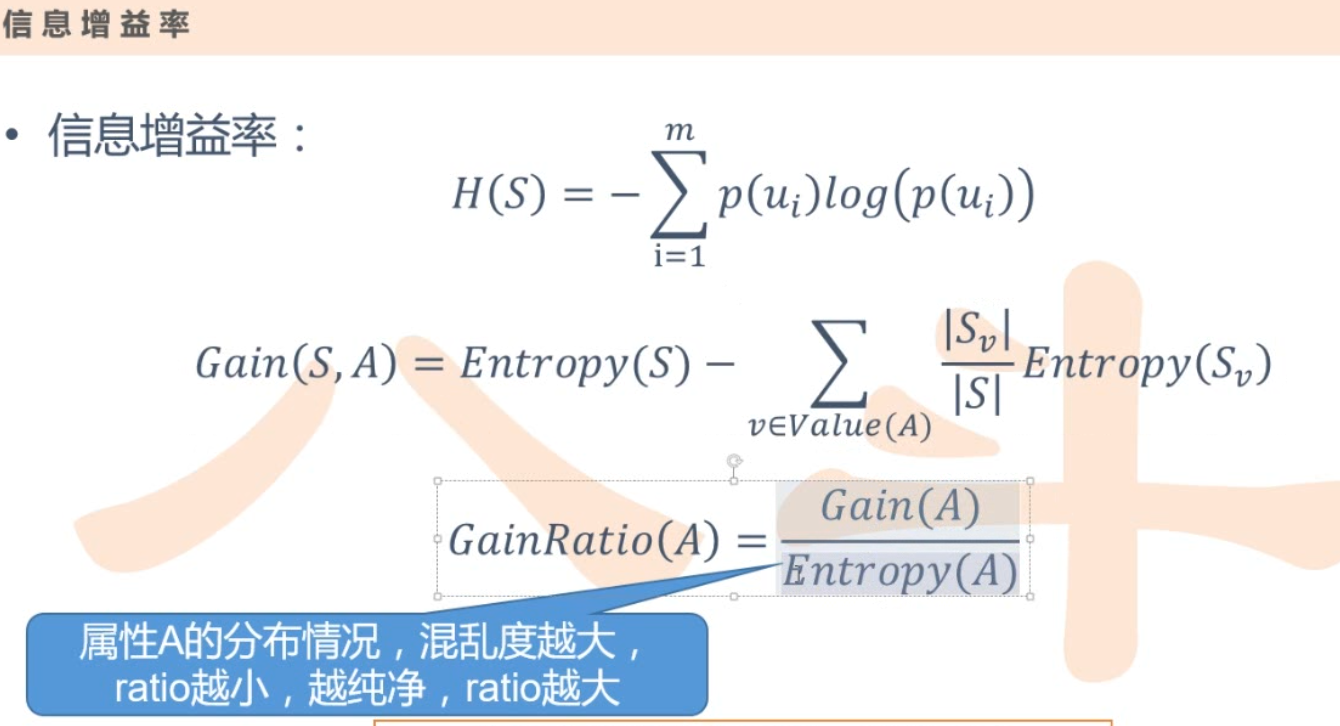 信息增益率
• 信息增益率：
H(S) = − ∑_{i=1}^{m} p(u_i)log(p(u_i))
Gain(S, A) = Entropy(S) − ∑_{v∈Value(A)} |S_v|/|S| Entropy(S_v)
GainRatio(A) = Gain(A)/Entropy(A)
属性A的分布情况，混乱度越大，
ratio越小，越纯净，ratio越大
八斗